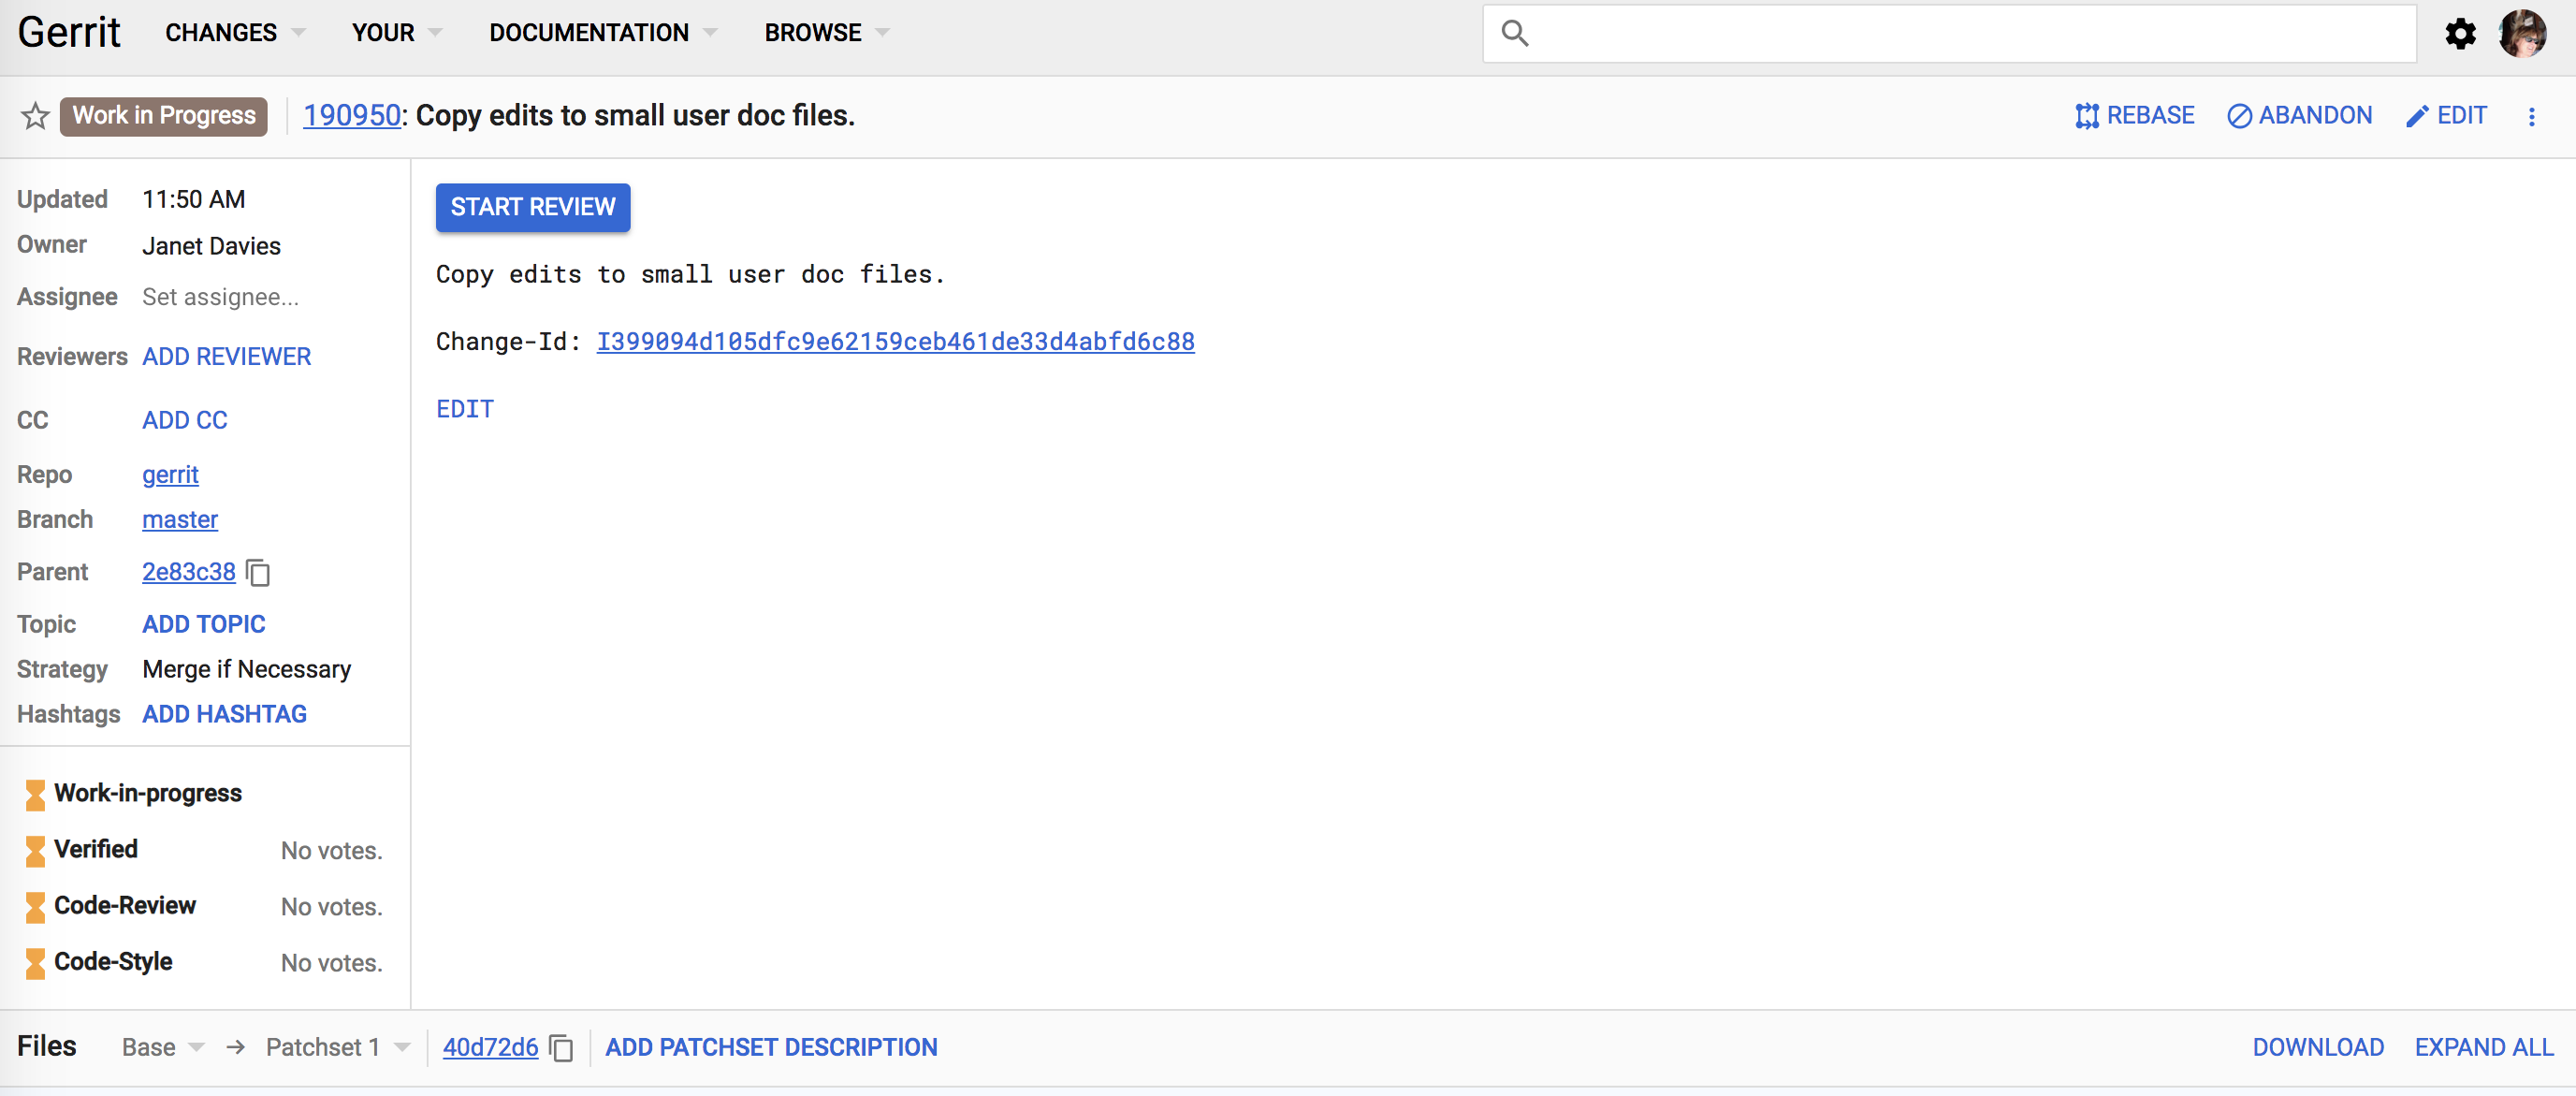 Gerrit CHANGES YOUR DOCUMENTATION BROWSE
Work in Progress 190950: Copy edits to small user doc files. REBASE ABANDON EDIT
Updated 11:50 AM
Owner Janet Davies
Assignee Set assignee...
Reviewers ADD REVIEWER
CC ADD CC
Repo gerrit
Branch master
Parent 2e83c38
Topic ADD TOPIC
Strategy Merge if Necessary
Hashtags ADD HASHTAG
Work-in-progress
Verified No votes.
Code-Review No votes.
Code-Style No votes.
START REVIEW
Copy edits to small user doc files.
Change-Id: I399094d105dfc9e62159ceb461de33d4abfd6c88
EDIT
Files Base → Patchset 1 40d72d6 ADD PATCHSET DESCRIPTION DOWNLOAD EXPAND ALL